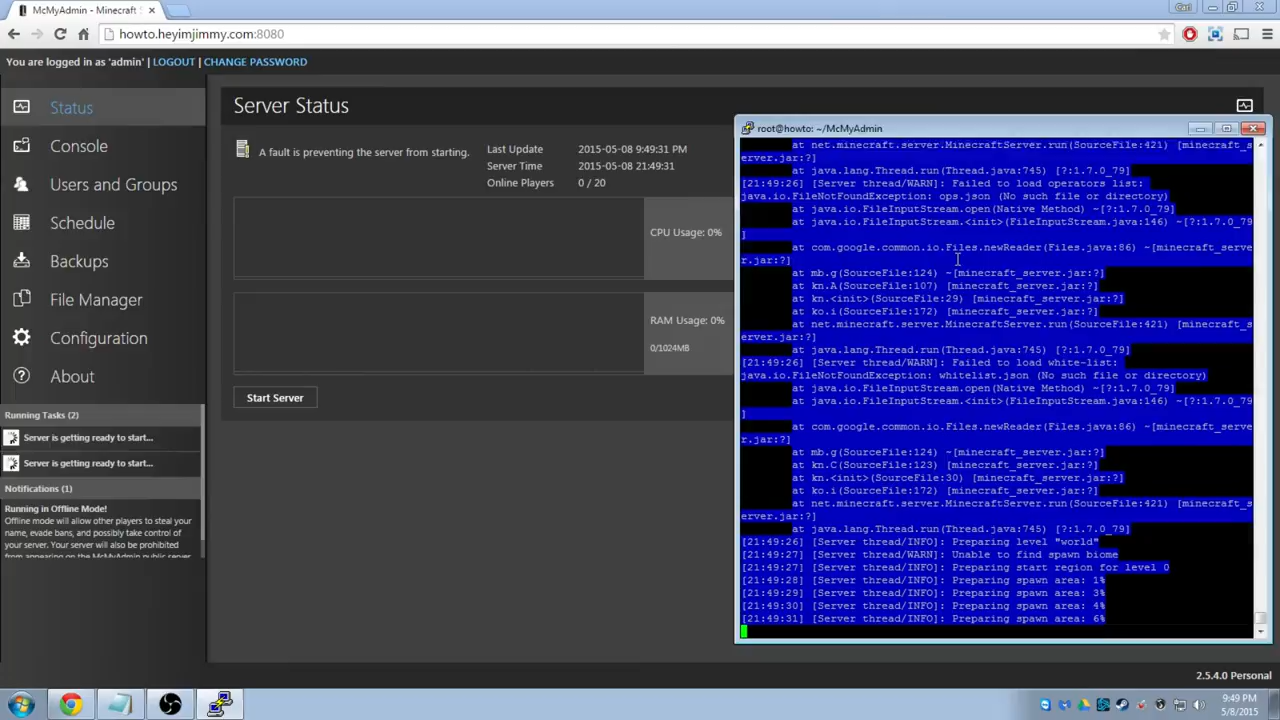 McMyAdmin - Minecraft
Carl
howto.heyimjimmy.com:8080
You are logged in as 'admin' | LOGOUT | CHANGE PASSWORD
Status
Console
Users and Groups
Schedule
Backups
File Manager
Configuration
About
Running Tasks (2)
Server is getting ready to start...
Server is getting ready to start...
Notifications (1)
Running in Offline Mode!
Offline mode will allow other players to steal your
name, evade bans, and possibly take control of
your server. Your server will also be prohibited
from appearing on the McMyAdmin public server
Server Status
A fault is preventing the server from starting.
Last Update 2015-05-08 9:49:31 PM
Server Time 2015-05-08 21:49:31
Online Players 0 / 20
CPU Usage: 0%
RAM Usage: 0%
0/1024MB
Start Server
root@howto: ~/McMyAdmin
at net.minecraft.server.MinecraftServer.run(SourceFile:421) [minecraft_s
erver.jar:?]
at java.lang.Thread.run(Thread.java:745) [?:1.7.0_79]
[21:49:26] [Server thread/WARN]: Failed to load operators list:
java.io.FileNotFoundException: ops.json (No such file or directory)
at java.io.FileInputStream.open(Native Method) ~[?:1.7.0_79]
at java.io.FileInputStream.<init>(FileInputStream.java:146) ~[?:1.7.0_79
]
at com.google.common.io.Files.newReader(Files.java:86) ~[minecraft_serve
r.jar:?]
at mb.g(SourceFile:124) ~[minecraft_server.jar:?]
at kn.A(SourceFile:107) [minecraft_server.jar:?]
at kn.<init>(SourceFile:29) [minecraft_server.jar:?]
at ko.i(SourceFile:172) [minecraft_server.jar:?]
at net.minecraft.server.MinecraftServer.run(SourceFile:421) [minecraft_s
erver.jar:?]
at java.lang.Thread.run(Thread.java:745) [?:1.7.0_79]
[21:49:26] [Server thread/WARN]: Failed to load white-list:
java.io.FileNotFoundException: whitelist.json (No such file or directory)
at java.io.FileInputStream.open(Native Method) ~[?:1.7.0_79]
at java.io.FileInputStream.<init>(FileInputStream.java:146) ~[?:1.7.0_79
]
at com.google.common.io.Files.newReader(Files.java:86) ~[minecraft_serve
r.jar:?]
at mb.g(SourceFile:124) ~[minecraft_server.jar:?]
at kn.C(SourceFile:123) [minecraft_server.jar:?]
at kn.<init>(SourceFile:30) [minecraft_server.jar:?]
at ko.i(SourceFile:172) [minecraft_server.jar:?]
at net.minecraft.server.MinecraftServer.run(SourceFile:421) [minecraft_s
erver.jar:?]
at java.lang.Thread.run(Thread.java:745) [?:1.7.0_79]
[21:49:26] [Server thread/INFO]: Preparing level "world"
[21:49:27] [Server thread/WARN]: Unable to find spawn biome
[21:49:27] [Server thread/INFO]: Preparing start region for level 0
[21:49:28] [Server thread/INFO]: Preparing spawn area: 1%
[21:49:29] [Server thread/INFO]: Preparing spawn area: 3%
[21:49:30] [Server thread/INFO]: Preparing spawn area: 4%
[21:49:31] [Server thread/INFO]: Preparing spawn area: 6%
2.5.4.0 Personal
9:49 PM
5/8/2015